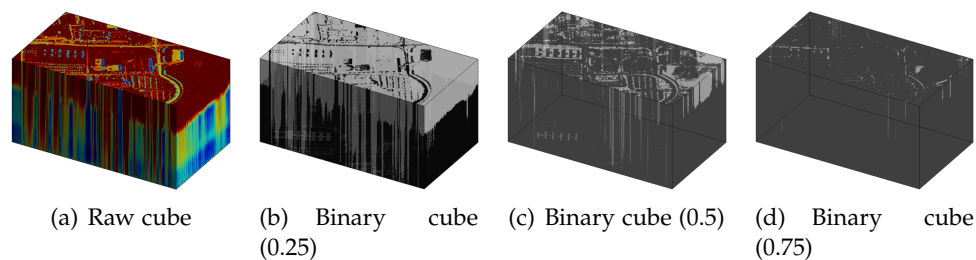 (a) Raw cube
(b) Binary cube
(0.25)
(c) Binary cube (0.5)
(d) Binary cube
(0.75)